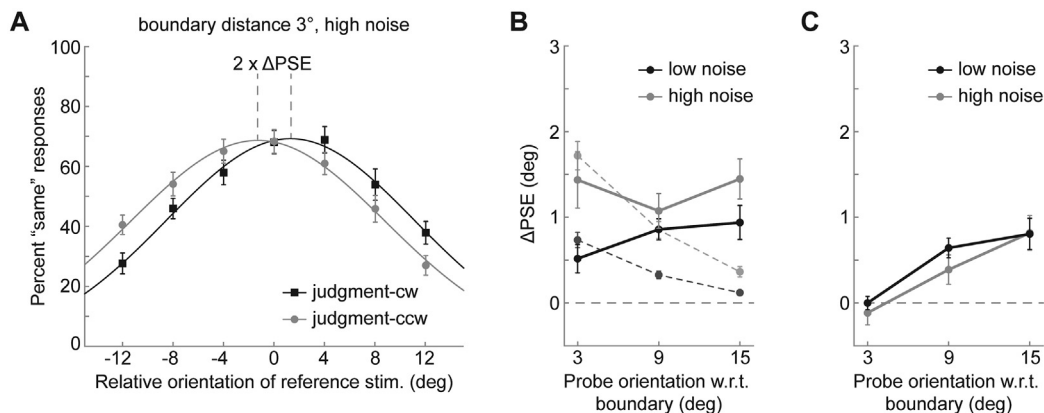 A
boundary distance 3°, high noise
2 x ΔPSE
Percent “same” responses
100
80
60
40
20
0
judgment-cw
judgment-ccw
-12 -8 -4 0 4 8 12
Relative orientation of reference stim. (deg)
B
ΔPSE (deg)
3
2
1
0
low noise
high noise
3 9 15
Probe orientation w.r.t.
boundary (deg)
C
3
2
1
0
low noise
high noise
3 9 15
Probe orientation w.r.t.
boundary (deg)